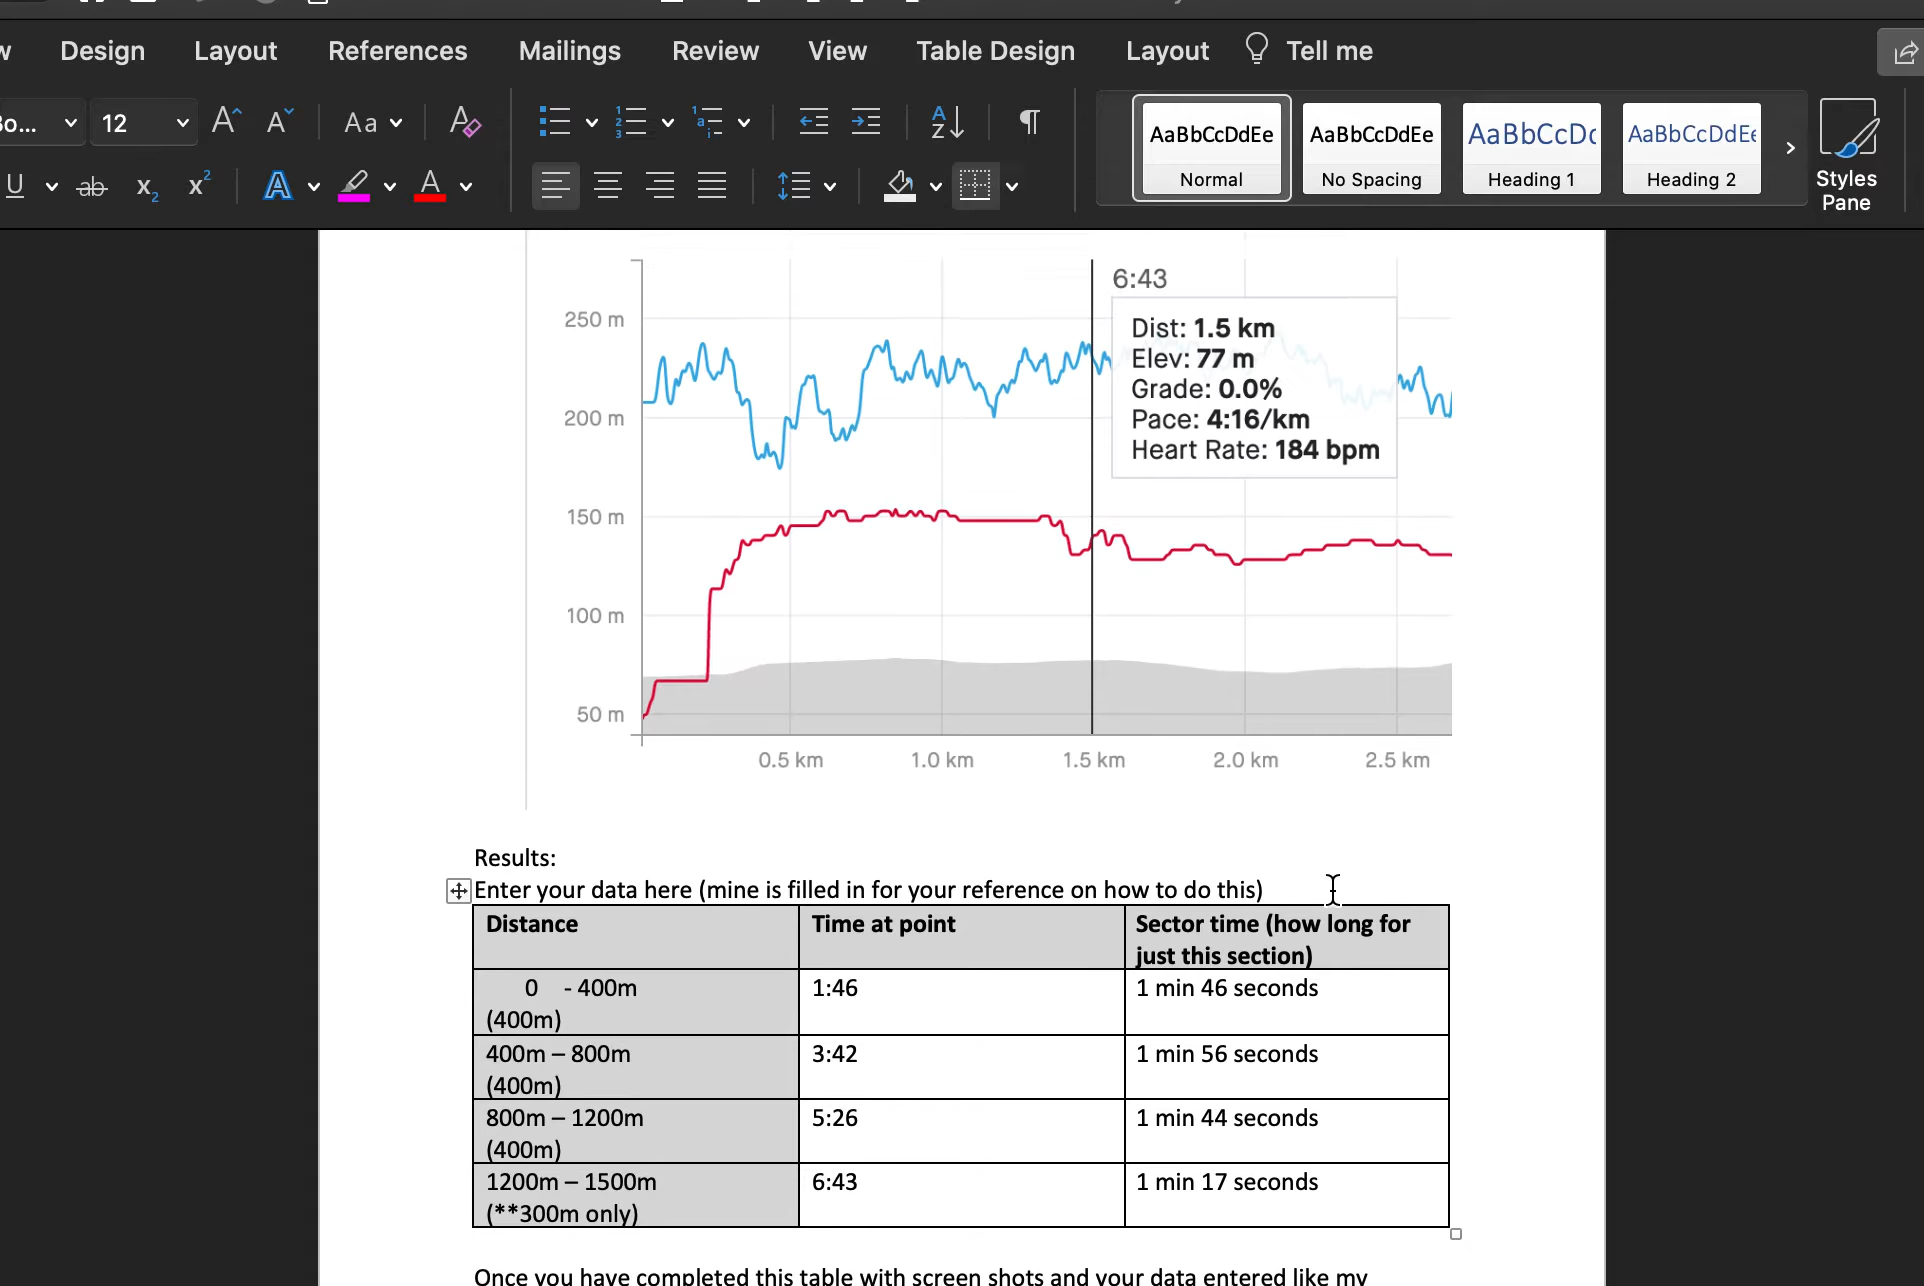 w Design Layout References Mailings Review View Table Design Layout Tell me
Bo... 12 A A Aa A AaBbCcDdEe AaBbCcDdEe AaBbCcDc AaBbCcDdEe
U ab x2 x2 A A Normal No Spacing Heading 1 Heading 2 Styles Pane
6:43
Dist: 1.5 km
Elev: 77 m
Grade: 0.0%
Pace: 4:16/km
Heart Rate: 184 bpm
250 m
200 m
150 m
100 m
50 m
0.5 km 1.0 km 1.5 km 2.0 km 2.5 km
Results:
Enter your data here (mine is filled in for your reference on how to do this)
Distance Time at point Sector time (how long for
just this section)
0 - 400m 1:46 1 min 46 seconds
(400m)
400m – 800m 3:42 1 min 56 seconds
(400m)
800m – 1200m 5:26 1 min 44 seconds
(400m)
1200m – 1500m 6:43 1 min 17 seconds
(**300m only)
Once you have completed this table with screen shots and your data entered like my